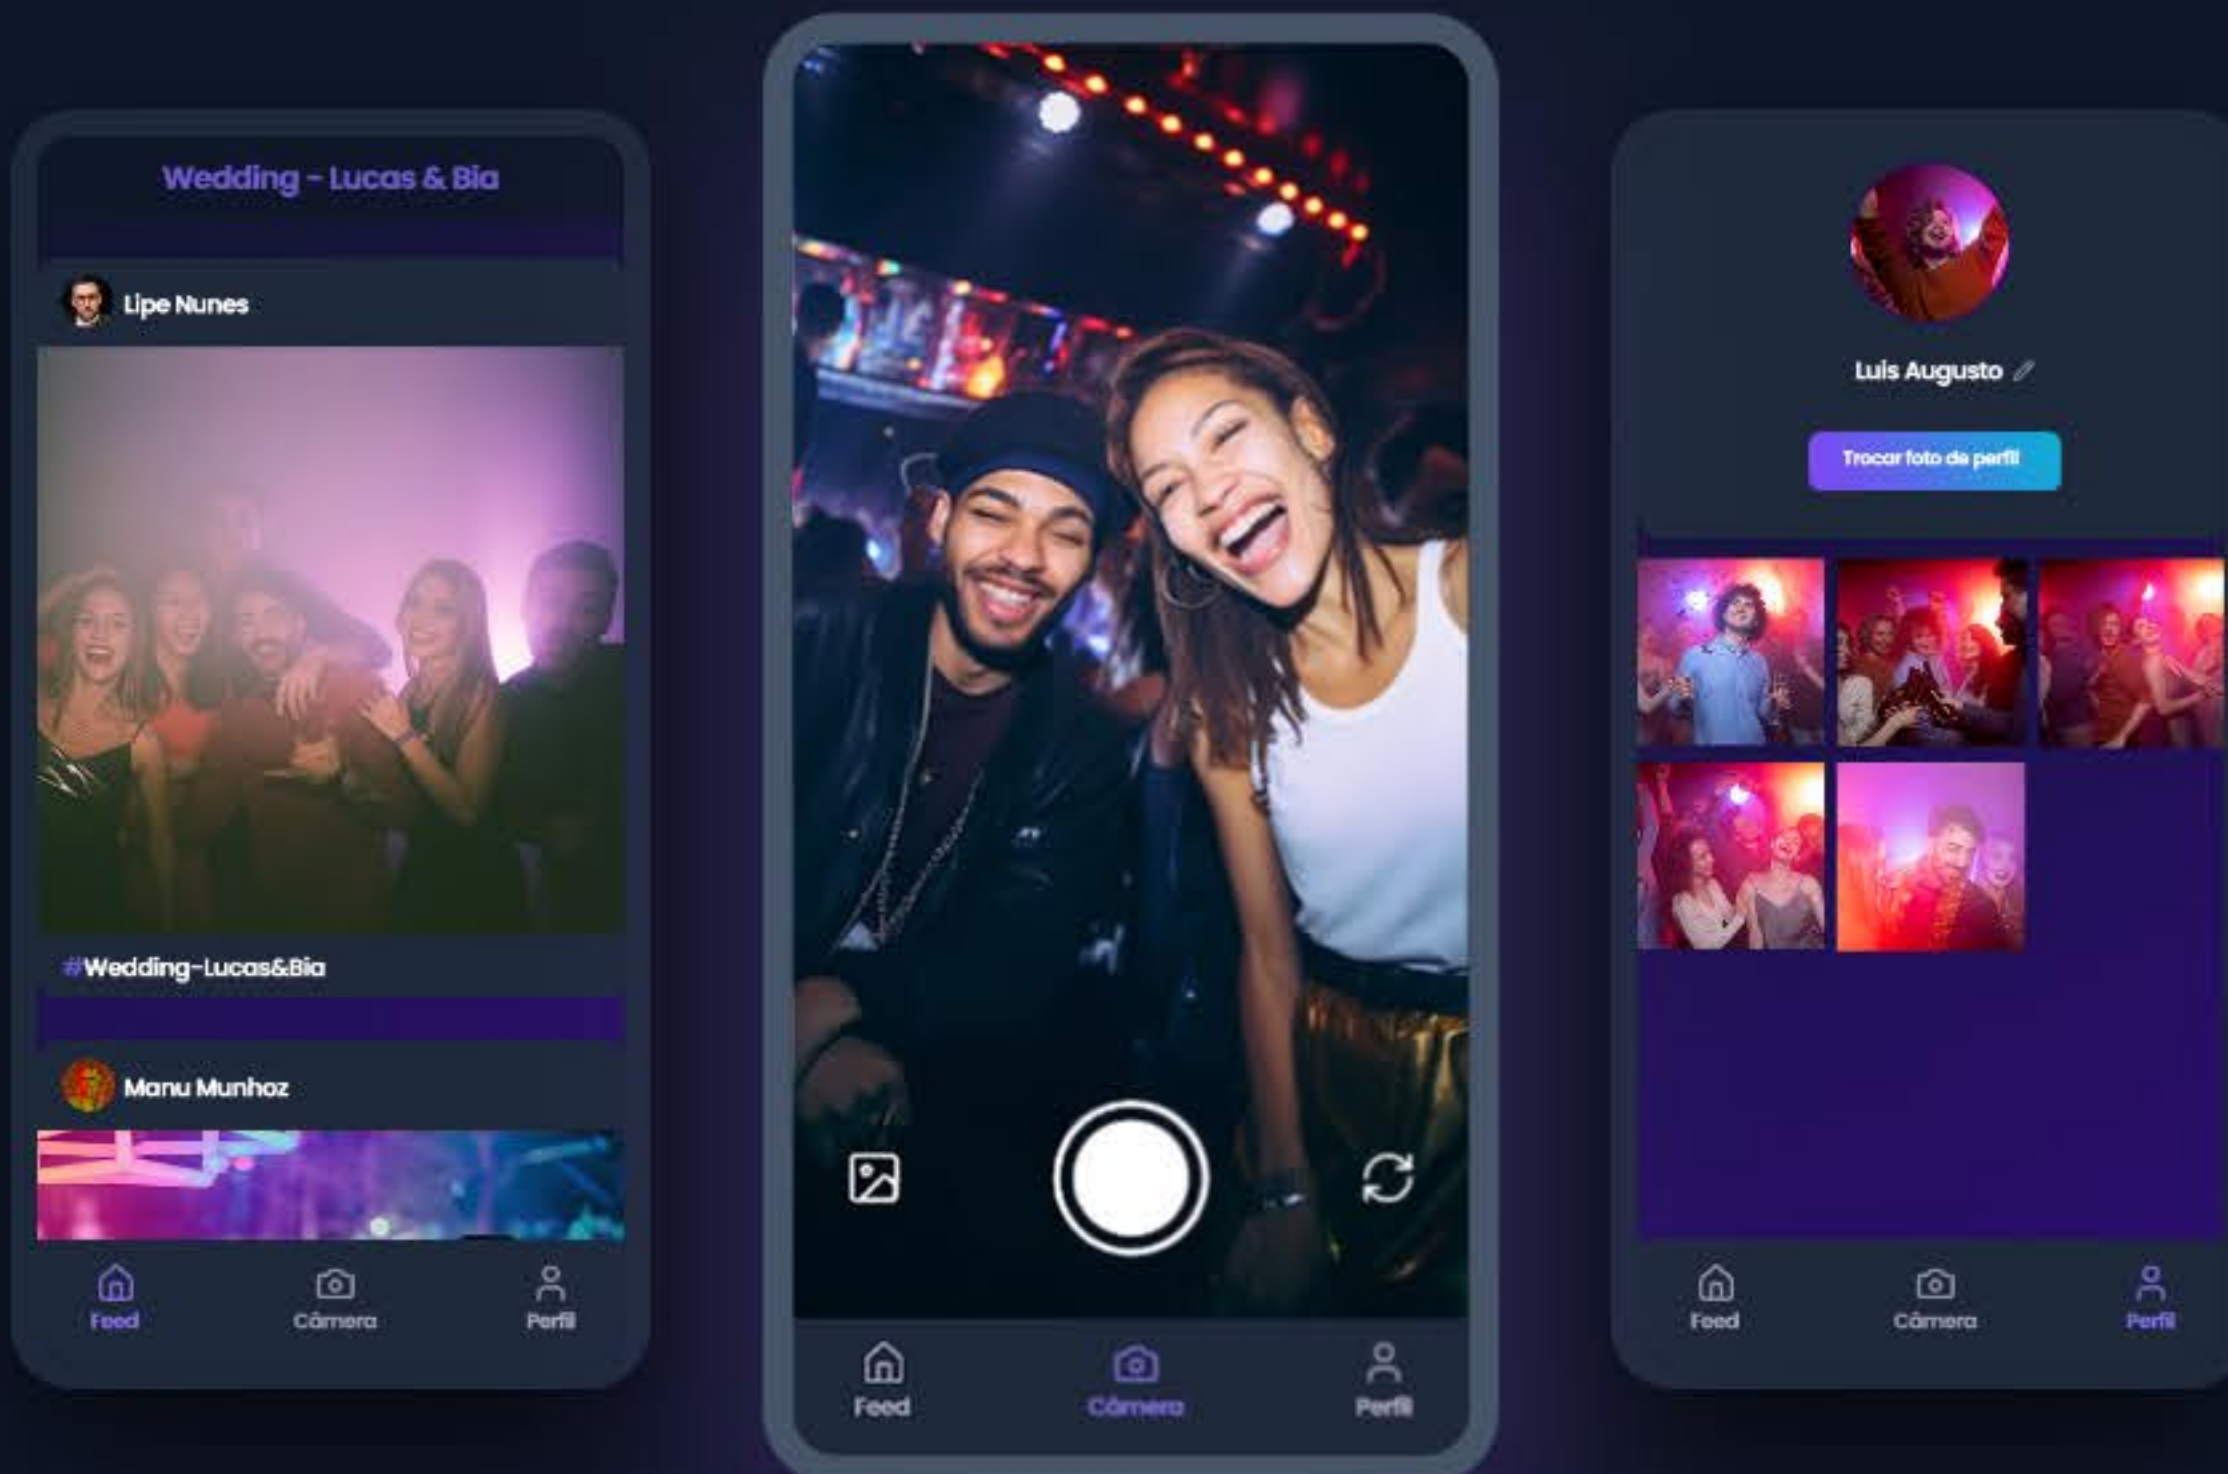 Wedding - Lucas & Bia
Lipe Nunes
#Wedding-Lucas&Bia
Manu Munhoz
Feed
Câmera
Perfil
Feed
Câmera
Perfil
Luis Augusto
Trocar foto de perfil
Feed
Câmera
Perfil